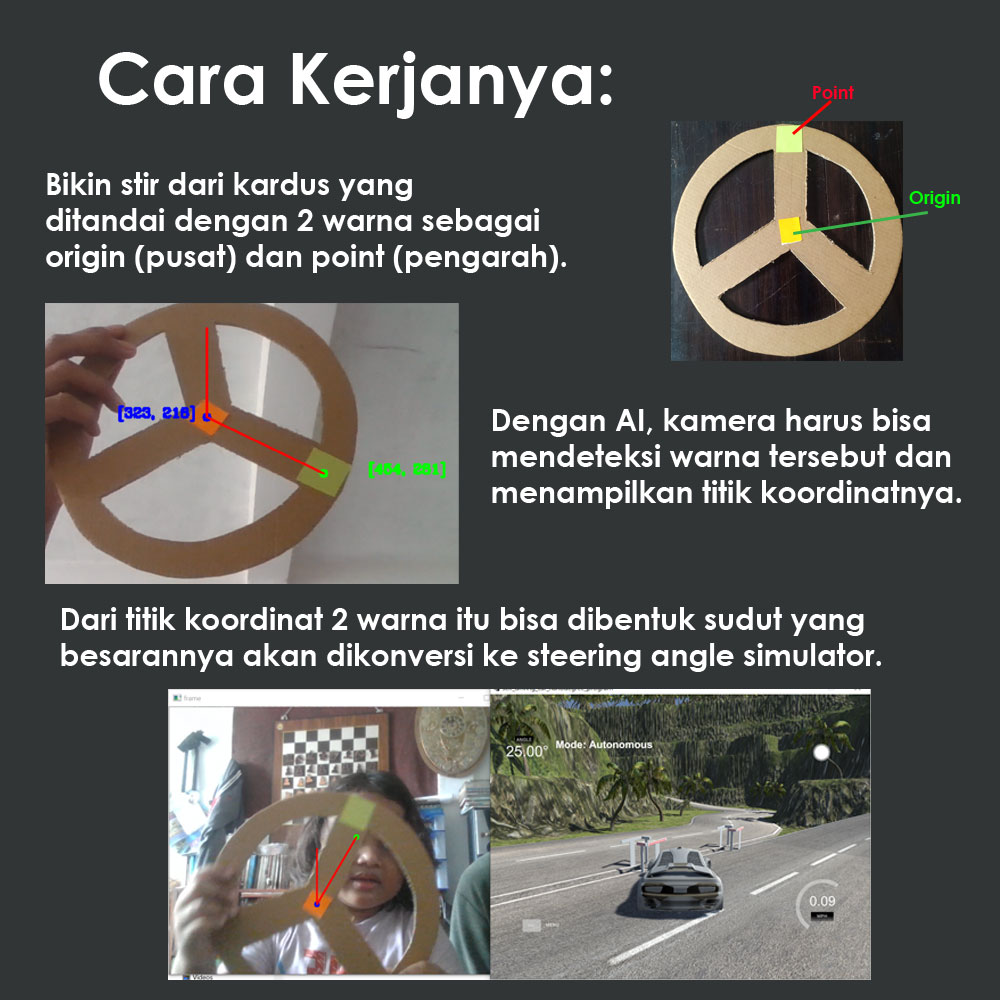 Cara Kerjanya:
Point
Bikin stir dari kardus yang
ditandai dengan 2 warna sebagai
origin (pusat) dan point (pengarah).
Origin
[323, 216]
Dengan AI, kamera harus bisa
mendeteksi warna tersebut dan
menampilkan titik koordinatnya.
Dari titik koordinat 2 warna itu bisa dibentuk sudut yang
besarannya akan dikonversi ke steering angle simulator.
frame
ANGLE
25.00°
Mode: Autonomous
0.09
MPH
MENU
Videos